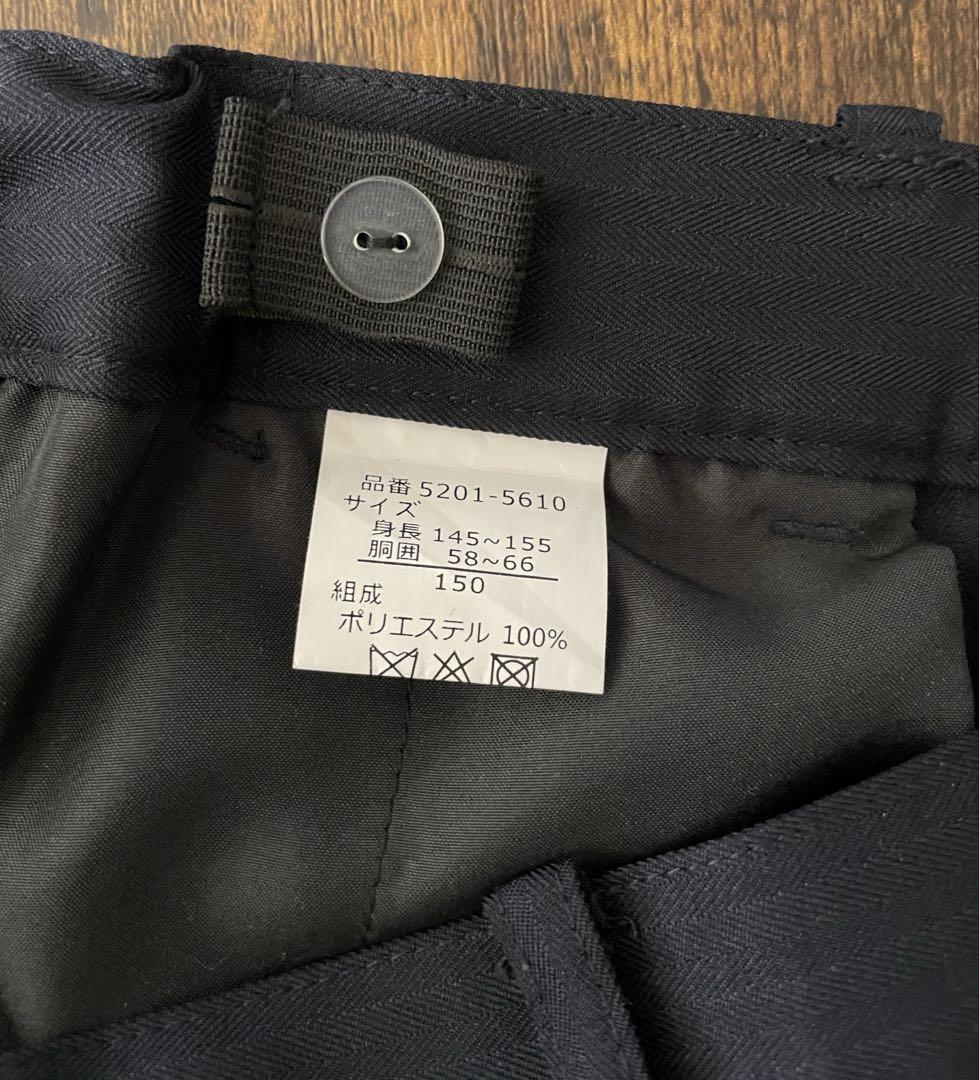 品番 5201-5610
サイズ
身長 145~155
胴囲 58~66
150
組成
ポリエステル 100%